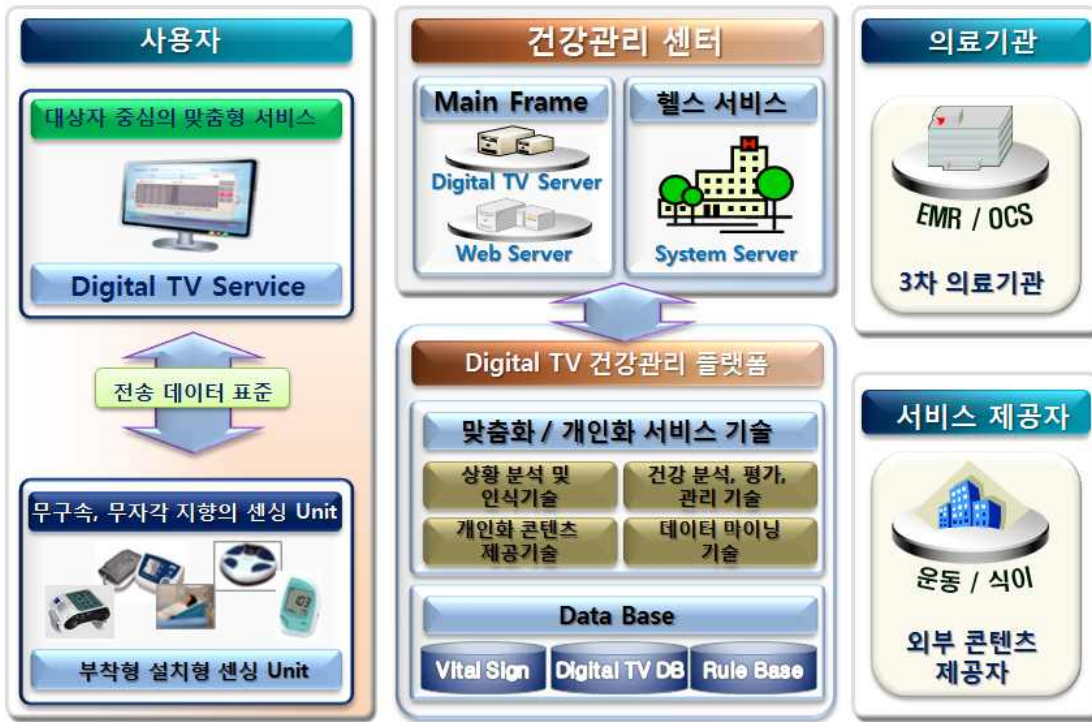 사용자
대상자 중심의 맞춤형 서비스
Digital TV Service
전송 데이터 표준
무구속, 무자각 지향의 센싱 Unit
부착형 설치형 센싱 Unit
건강관리 센터
Main Frame
Digital TV Server
Web Server
헬스 서비스
H
System Server
Digital TV 건강관리 플랫폼
맞춤화 / 개인화 서비스 기술
상황 분석 및
인식기술
건강 분석, 평가,
관리 기술
개인화 콘텐츠
제공기술
데이터 마이닝
기술
Data Base
Vital Sign
Digital TV DB
Rule Base
의료기관
EMR / OCS
3차 의료기관
서비스 제공자
운동 / 식이
외부 콘텐츠
제공자